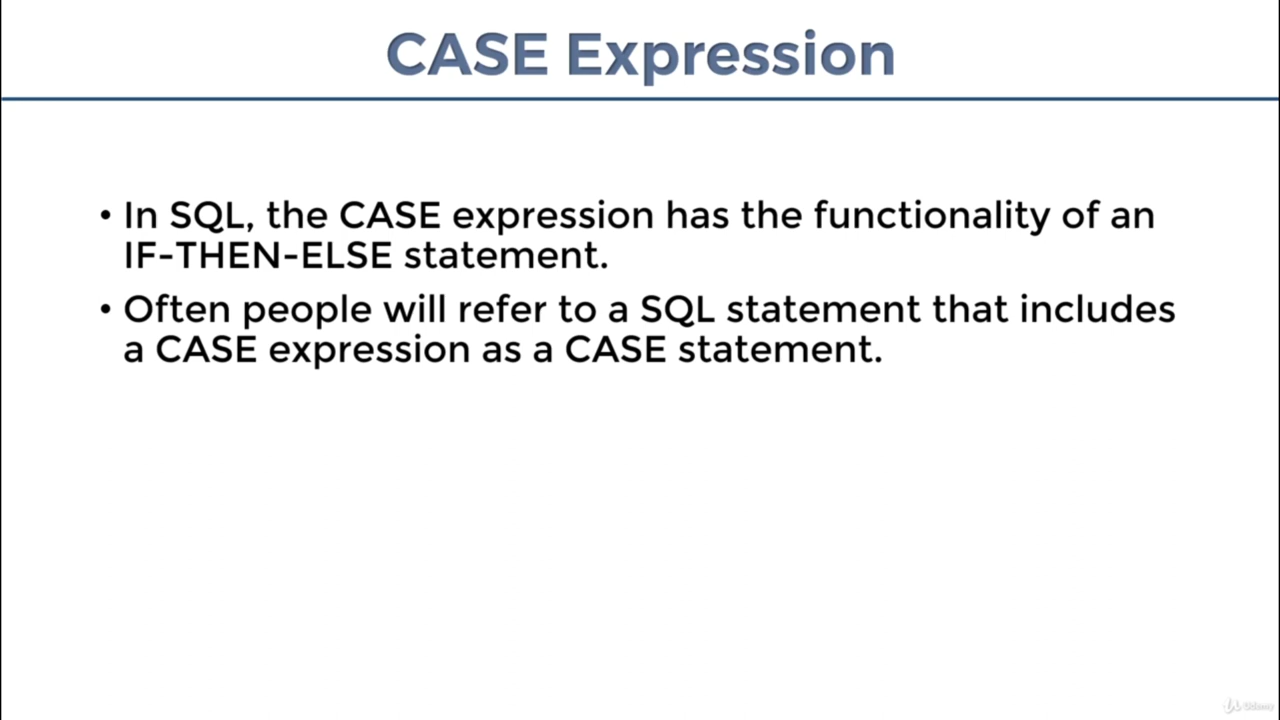 CASE Expression
• In SQL, the CASE expression has the functionality of an
IF-THEN-ELSE statement.
• Often people will refer to a SQL statement that includes
a CASE expression as a CASE statement.
Udemy